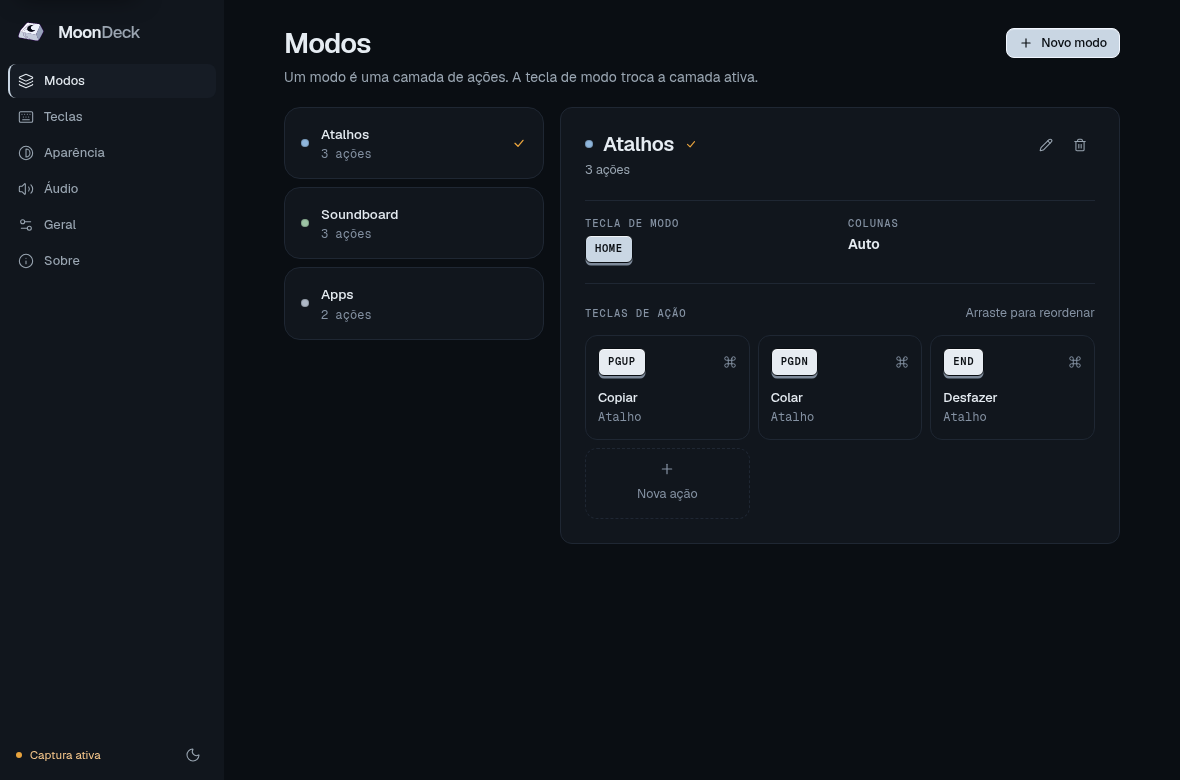 MoonDeck
Modos
Teclas
Aparência
Áudio
Geral
Sobre
Captura ativa
Modos
Novo modo
Um modo é uma camada de ações. A tecla de modo troca a camada ativa.
Atalhos
3 ações
Soundboard
3 ações
Apps
2 ações
Atalhos
3 ações
TECLA DE MODO
HOME
COLUNAS
Auto
TECLAS DE AÇÃO
Arraste para reordenar
PGUP
Copiar
Atalho
PGDN
Colar
Atalho
END
Desfazer
Atalho
Nova ação